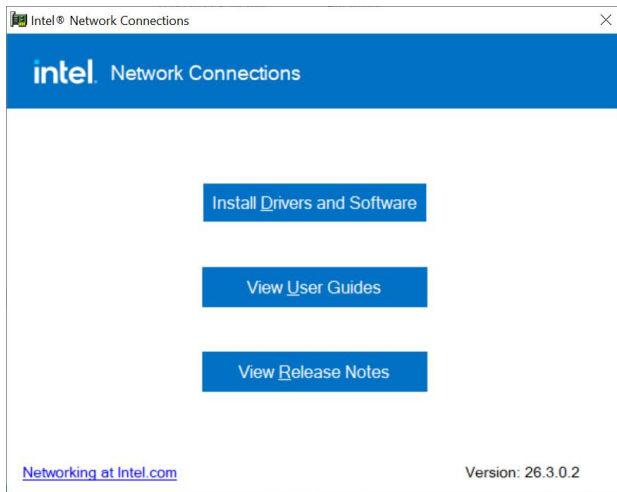 Intel® Network Connections
intel. Network Connections
Install Drivers and Software
View User Guides
View Release Notes
Networking at Intel.com Version: 26.3.0.2